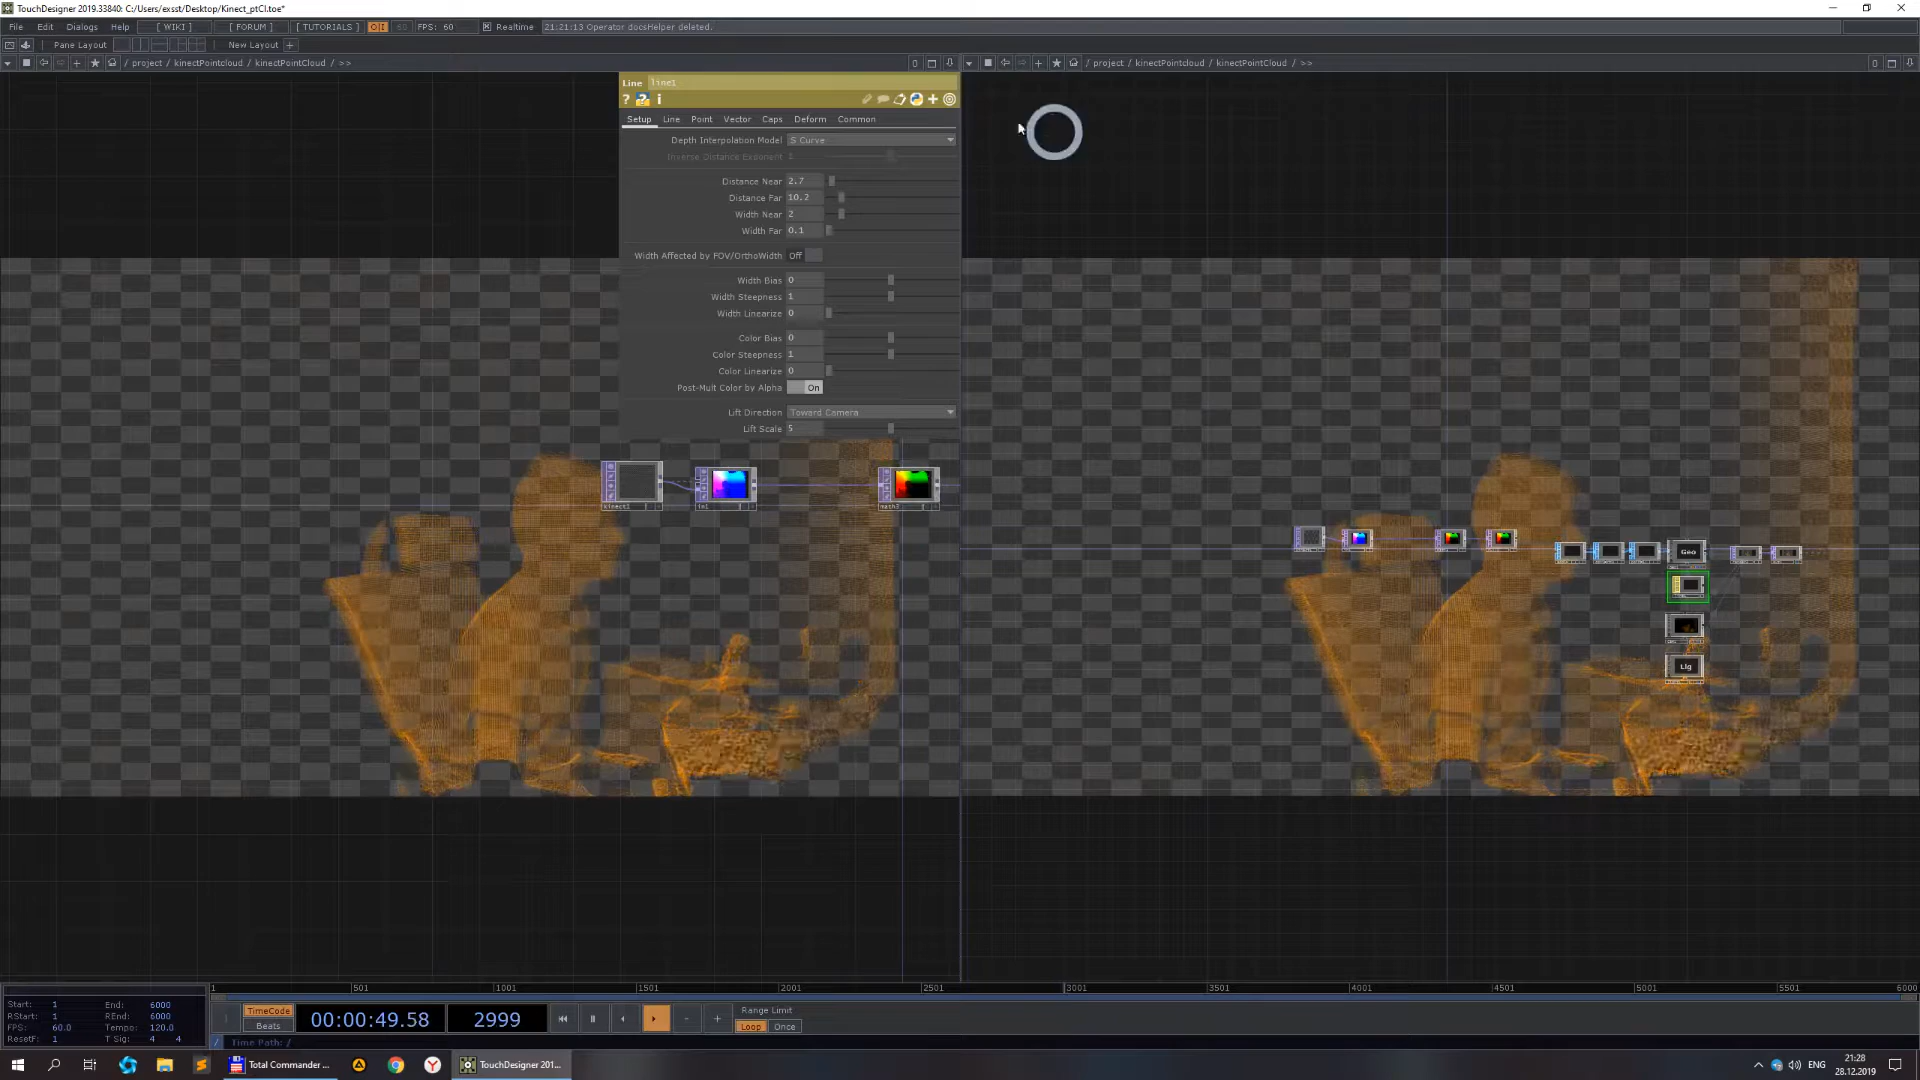 TouchDesigner 2019.33840: C:/Users/exsst/Desktop/Kinect_ptCl.toe*
File Edit Dialogs Help [ WIKI ] [ FORUM ] [ TUTORIALS ] O|I 60 FPS: 60 Realtime 21:21:13 Operator docsHelper deleted.
Pane Layout New Layout +
/ project / kinectPointcloud / kinectPointCloud / >> 0
/ project / kinectPointcloud / kinectPointCloud / >> 0
Line line1
? ? i
Setup Line Point Vector Caps Deform Common
Depth Interpolation Model S Curve
Inverse Distance Exponent
Distance Near 2.7
Distance Far 10.2
Width Near 2
Width Far 0.1
Width Affected by FOV/OrthoWidth Off
Width Bias 0
Width Steepness 1
Width Linearize 0
Color Bias 0
Color Steepness 1
Color Linearize 0
Post-Mult Color by Alpha On
Lift Direction Toward Camera
Lift Scale 5
kinect1 in1 math3
Geo
Lig
1 501 1001 1501 2001 2501 3001 3501 4001 4501 5001 5501 6000
Start: 1 End: 6000
RStart: 1 REnd: 6000
FPS: 60.0 Tempo: 120.0
ResetF: 1 T Sig: 4 4
TimeCode
Beats
00:00:49.58 2999
Range Limit
Loop Once
/ Time Path: /
Total Commander ... TouchDesigner 201...
ENG 21:28
28.12.2019